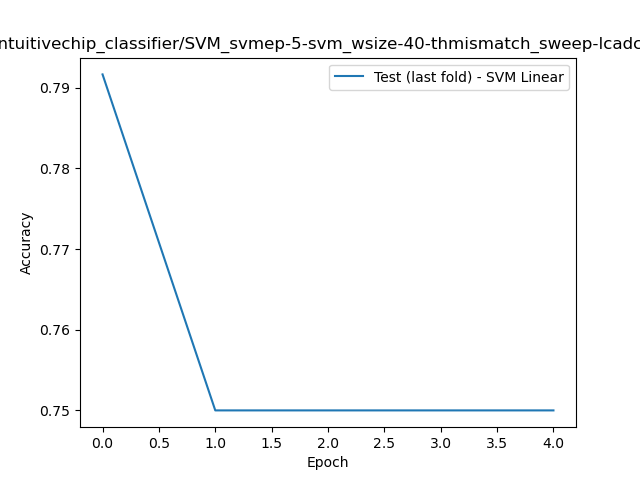 ntuitivechip_classifier/SVM_svmep-5-svm_wsize-40-thmismatch_sweep-lcadc
Test (last fold) - SVM Linear
Accuracy
0.79
0.78
0.77
0.76
0.75
0.0 0.5 1.0 1.5 2.0 2.5 3.0 3.5 4.0
Epoch